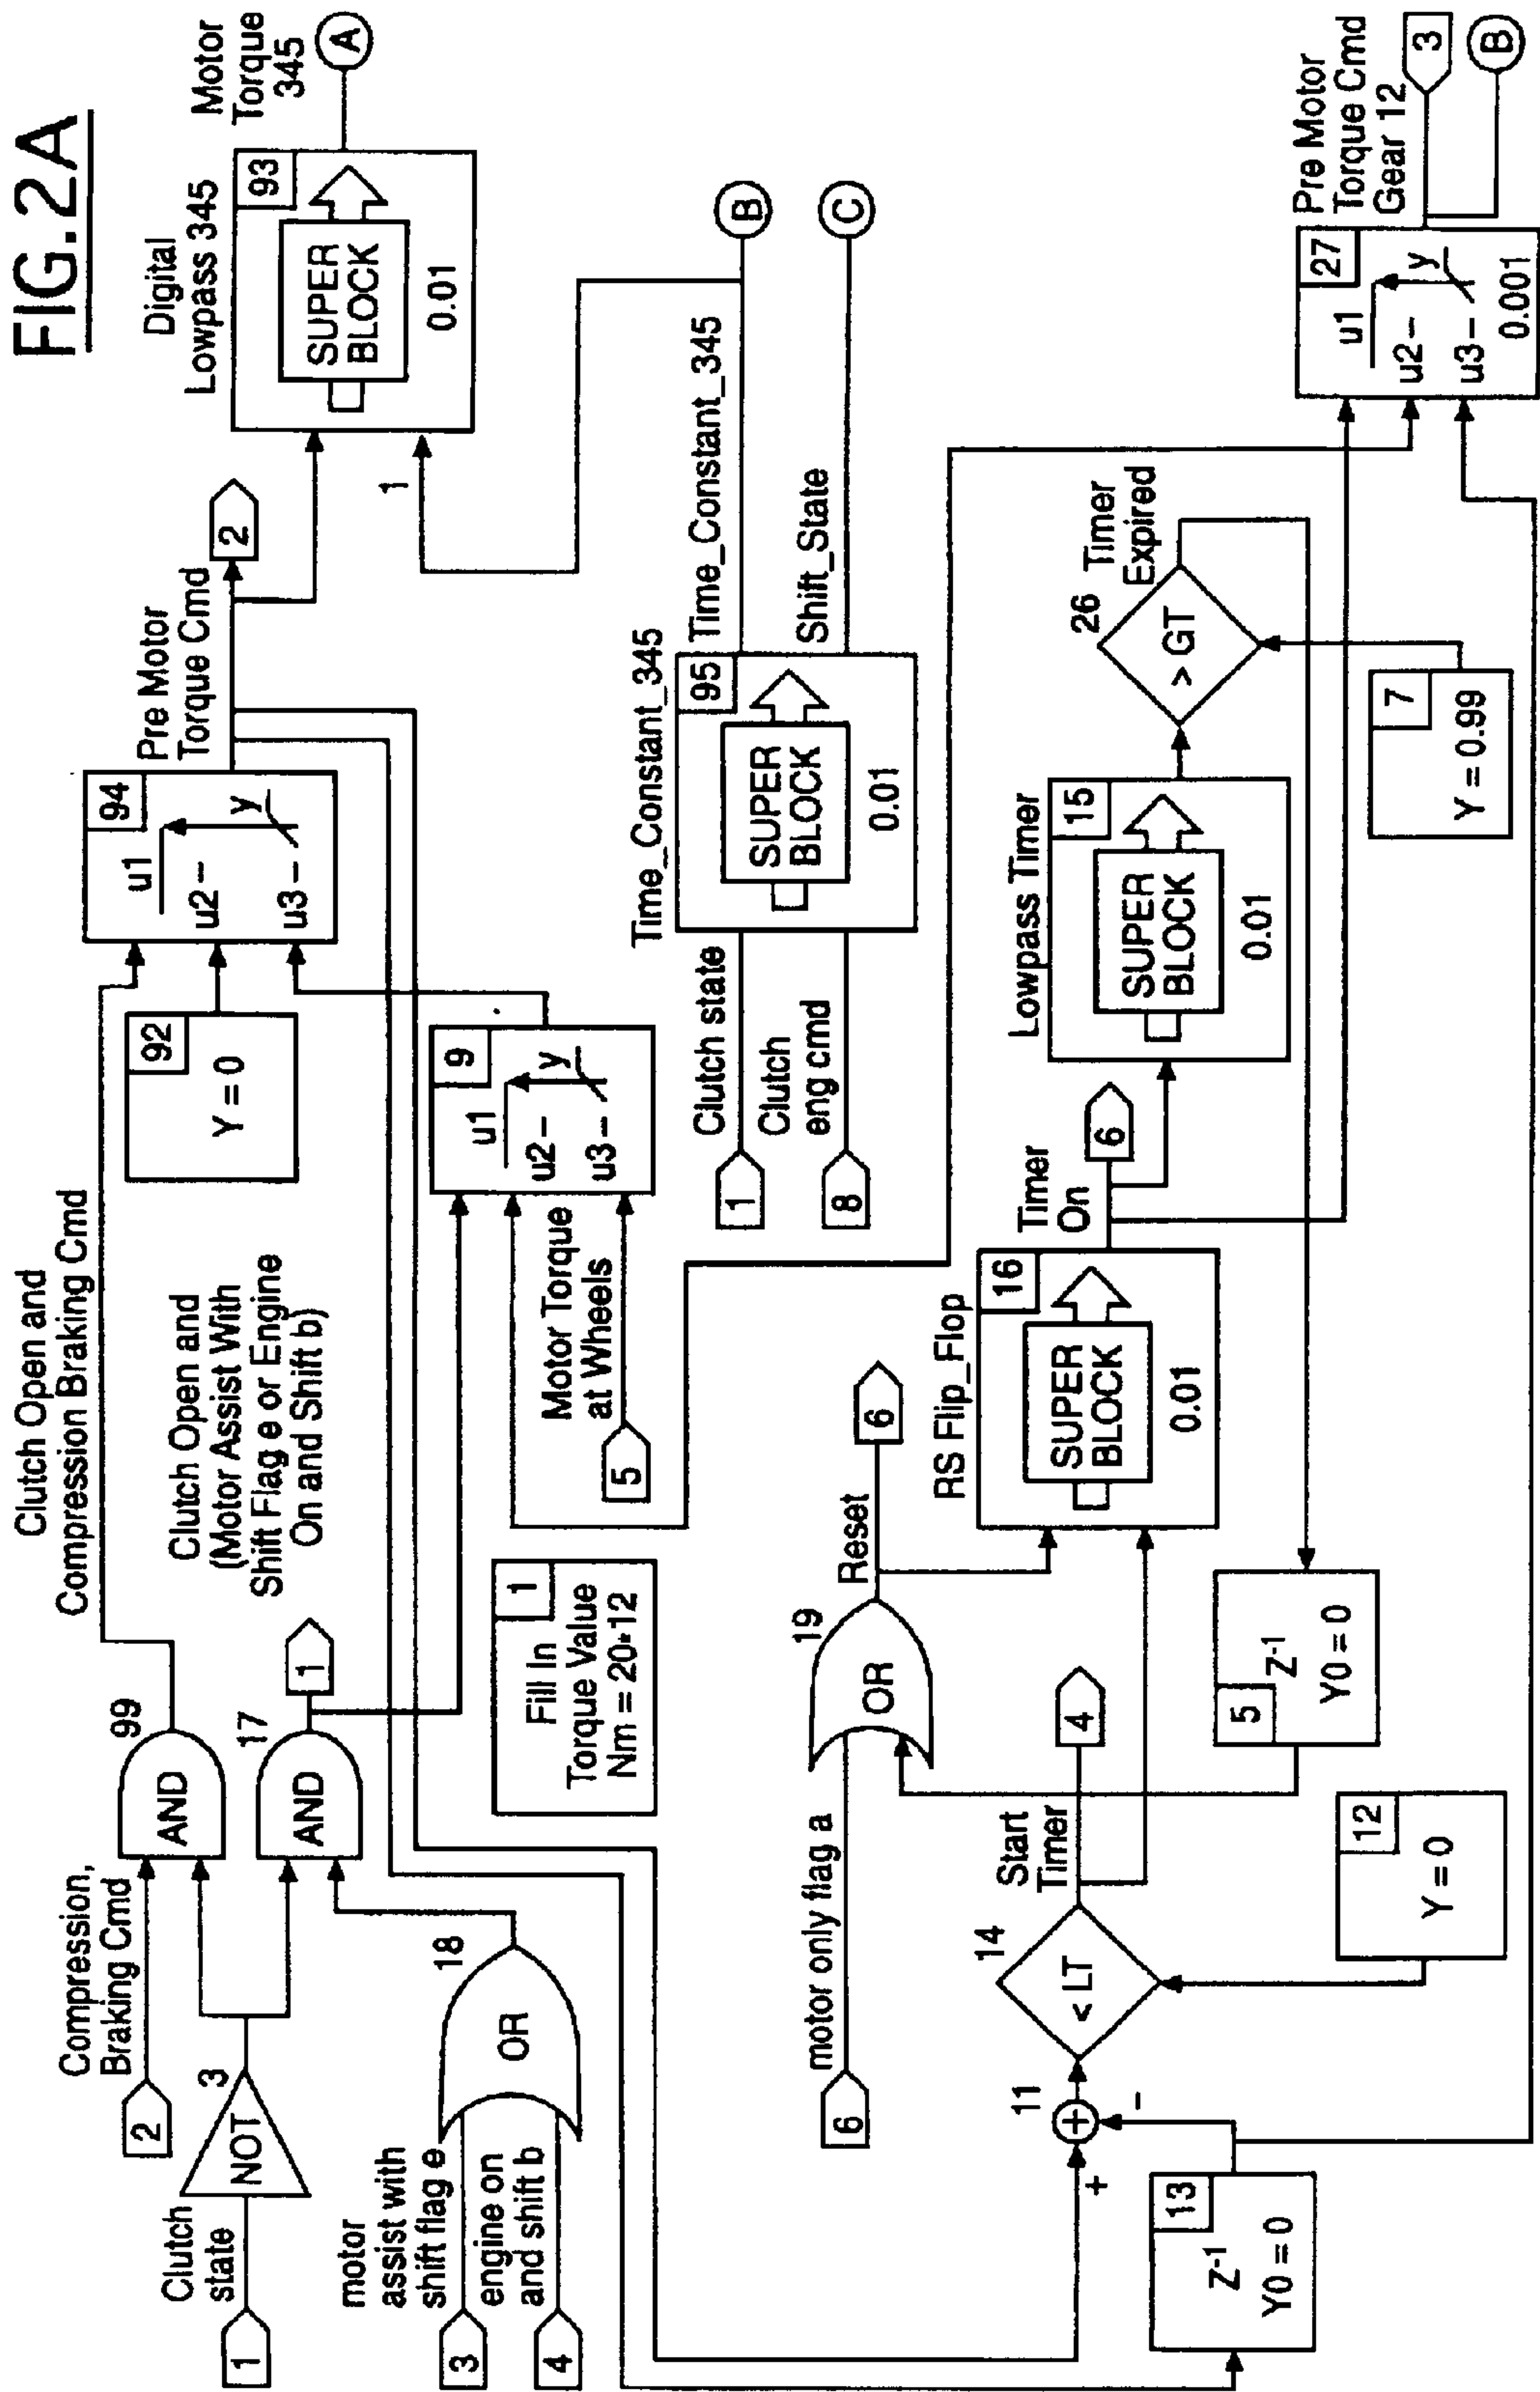 FIG.2A
Clutch Open and
Compression Braking Cmd
Compression,
Braking Cmd
2
AND
99
Clutch
state
1
NOT
3
AND
17
1
Clutch Open and
(Motor Assist With
Shift Flag e or Engine
On and Shift b)
92
Y = 0
94
u1
u2
u3
y
Pre Motor
Torque Cmd
2
Digital
Lowpass 345
93
SUPER
BLOCK
0.01
1
Motor
Torque
345
A
motor
assist with
shift flag e
3
engine on
and shift b
4
OR
18
1
Fill In
Torque Value
Nm = 20*12
Motor Torque
at Wheels
5
9
u1
u2
u3
y
Time_Constant_345
Clutch state
1
Clutch
eng cmd
8
95
SUPER
BLOCK
0.01
Time_Constant_345
B
Shift_State
C
motor only flag a
6
OR
19
Reset
6
RS Flip_Flop
16
SUPER
BLOCK
0.01
Timer
On
6
Lowpass Timer
15
SUPER
BLOCK
0.01
26
> GT
Timer
Expired
7
Y = 0.99
13
Z-1
Y0 = 0
11
+
+
-
14
< LT
Start
Timer
4
12
Y = 0
5
Z-1
Y0 = 0
27
u1
u2
u3
y
0.001
Pre Motor
Torque Cmd
Gear 12
3
B